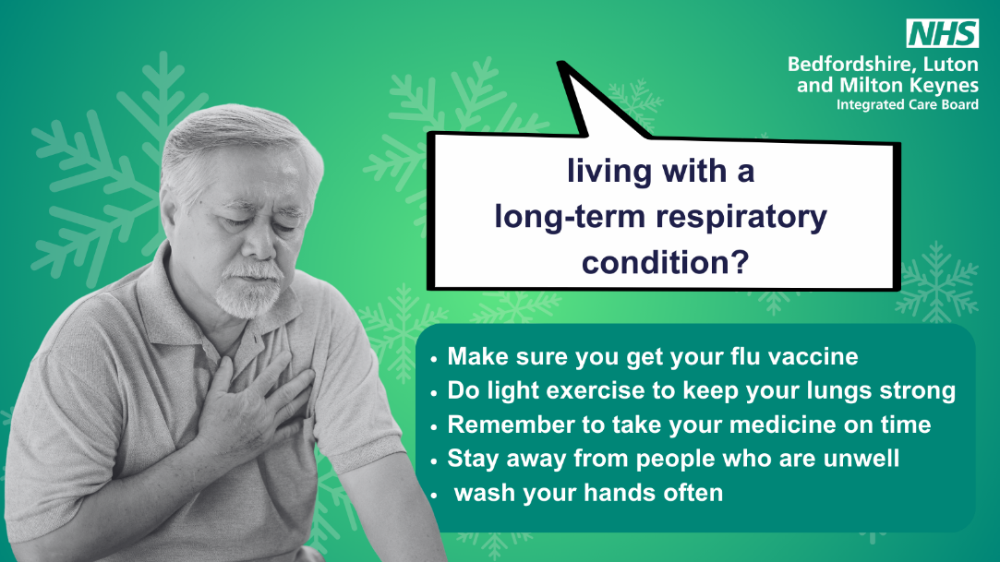 NHS
Bedfordshire, Luton
and Milton Keynes
Integrated Care Board
living with a
long-term respiratory
condition?
• Make sure you get your flu vaccine
• Do light exercise to keep your lungs strong
• Remember to take your medicine on time
• Stay away from people who are unwell
• wash your hands often